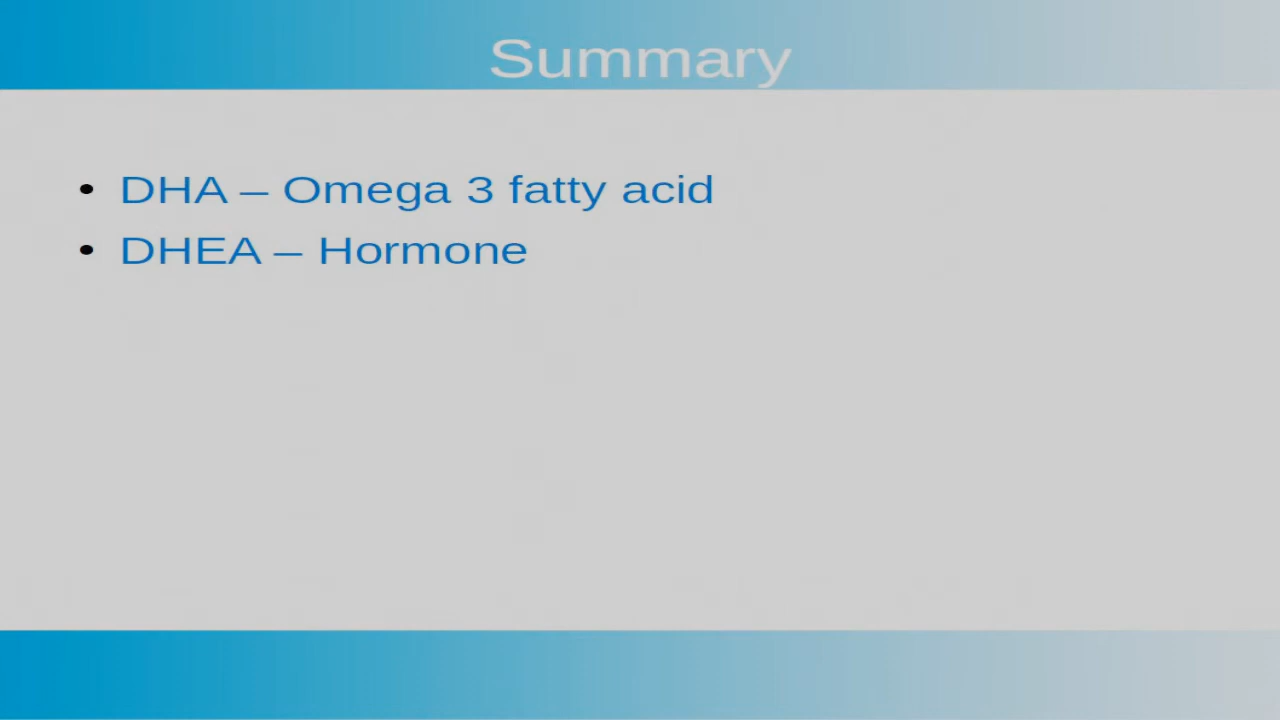 Summary
• DHA – Omega 3 fatty acid
• DHEA – Hormone